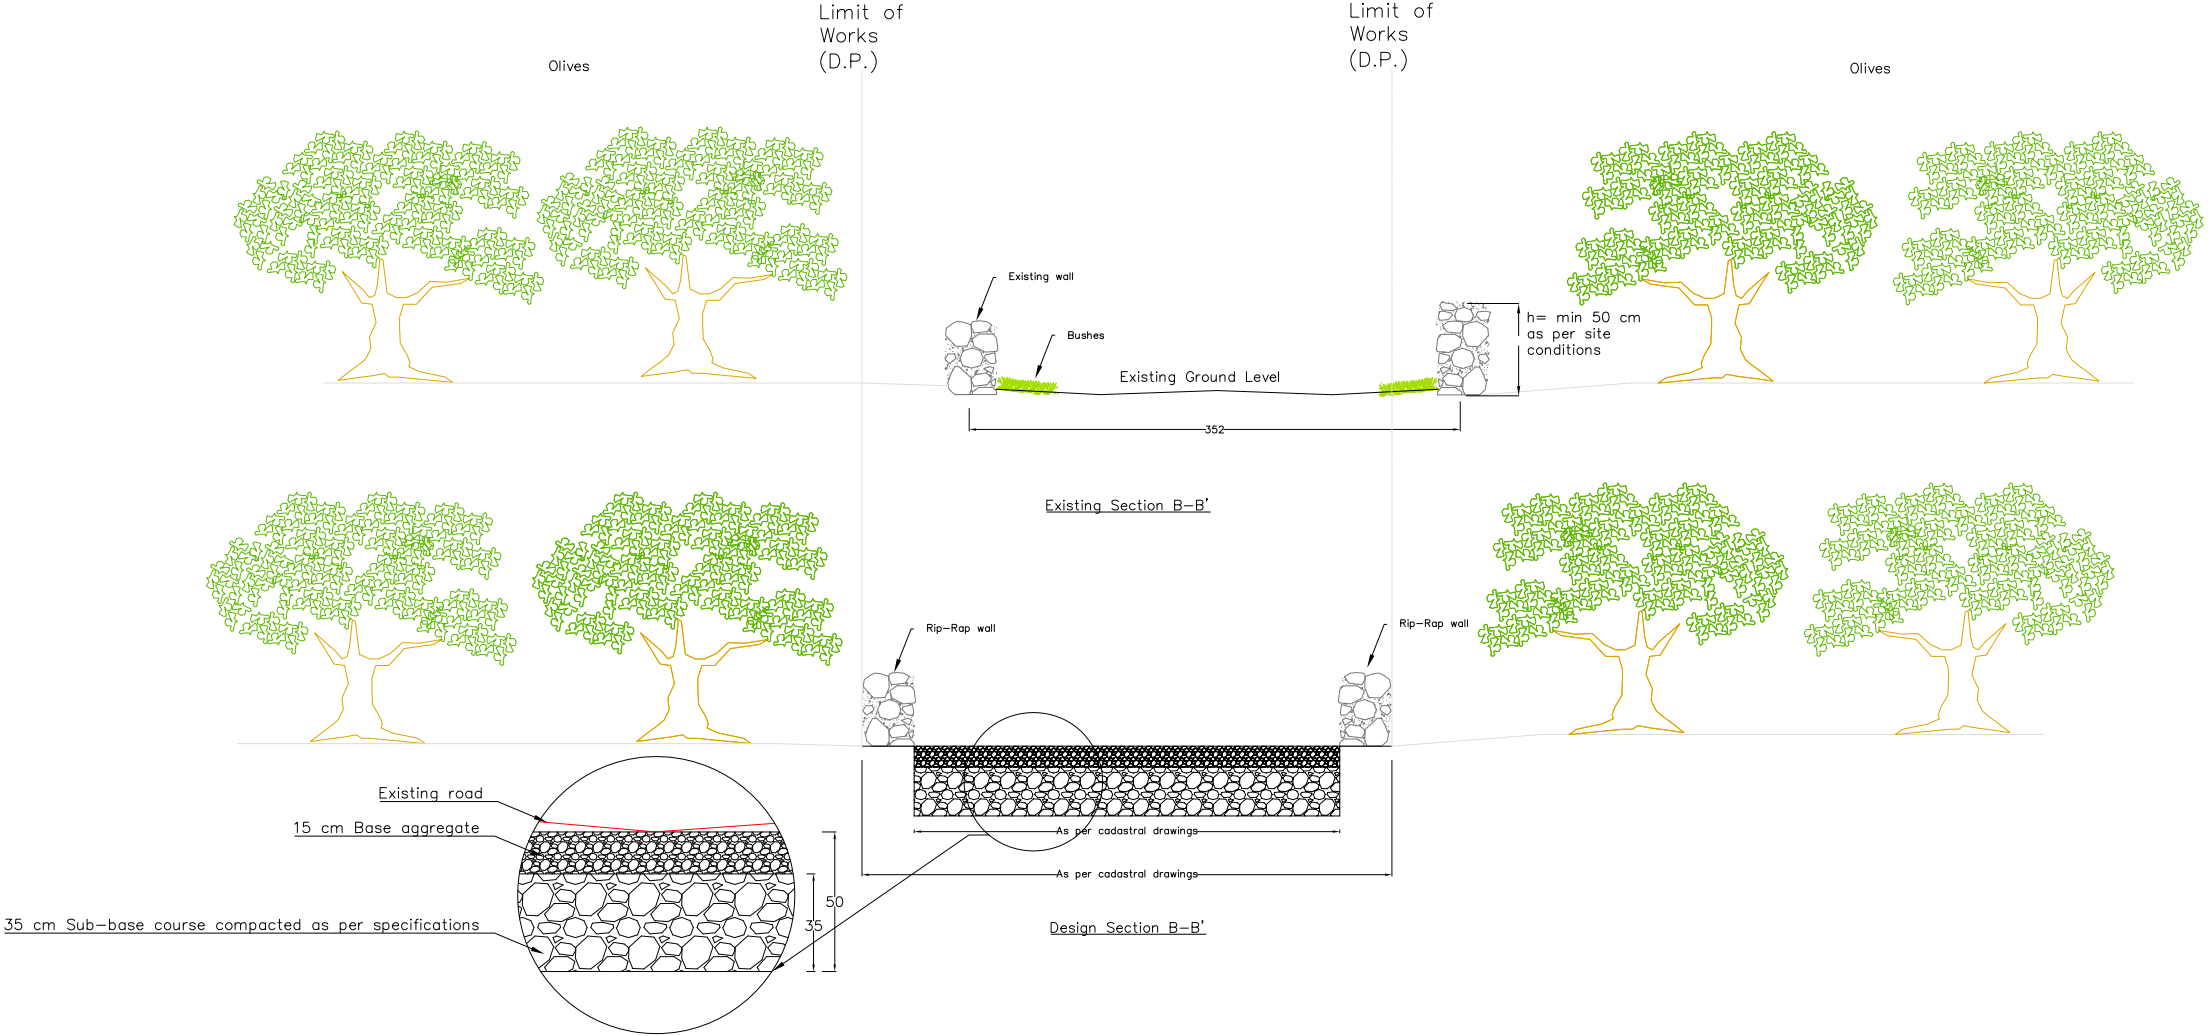 Limit of
Works
(D.P.)
Limit of
Works
(D.P.)
Olives
Olives
Existing wall
Bushes
Existing Ground Level
h= min 50 cm
as per site
conditions
352
Existing Section B-B'
Rip-Rap wall
Rip-Rap wall
Existing road
15 cm Base aggregate
35 cm Sub-base course compacted as per specifications
50
35
As per cadastral drawings
As per cadastral drawings
Design Section B-B'